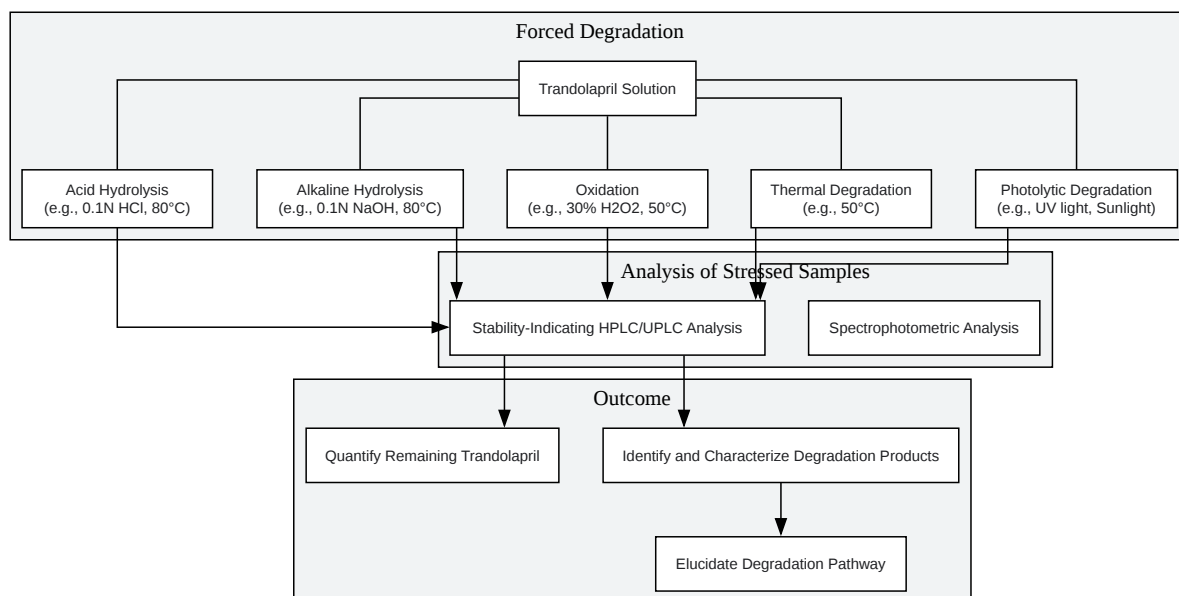 Forced Degradation
Trandolapril Solution
Acid Hydrolysis
(e.g., 0.1N HCl, 80°C)
Alkaline Hydrolysis
(e.g., 0.1N NaOH, 80°C)
Oxidation
(e.g., 30% H2O2, 50°C)
Thermal Degradation
(e.g., 50°C)
Photolytic Degradation
(e.g., UV light, Sunlight)
Analysis of Stressed Samples
Stability-Indicating HPLC/UPLC Analysis
Spectrophotometric Analysis
Outcome
Quantify Remaining Trandolapril
Identify and Characterize Degradation Products
Elucidate Degradation Pathway